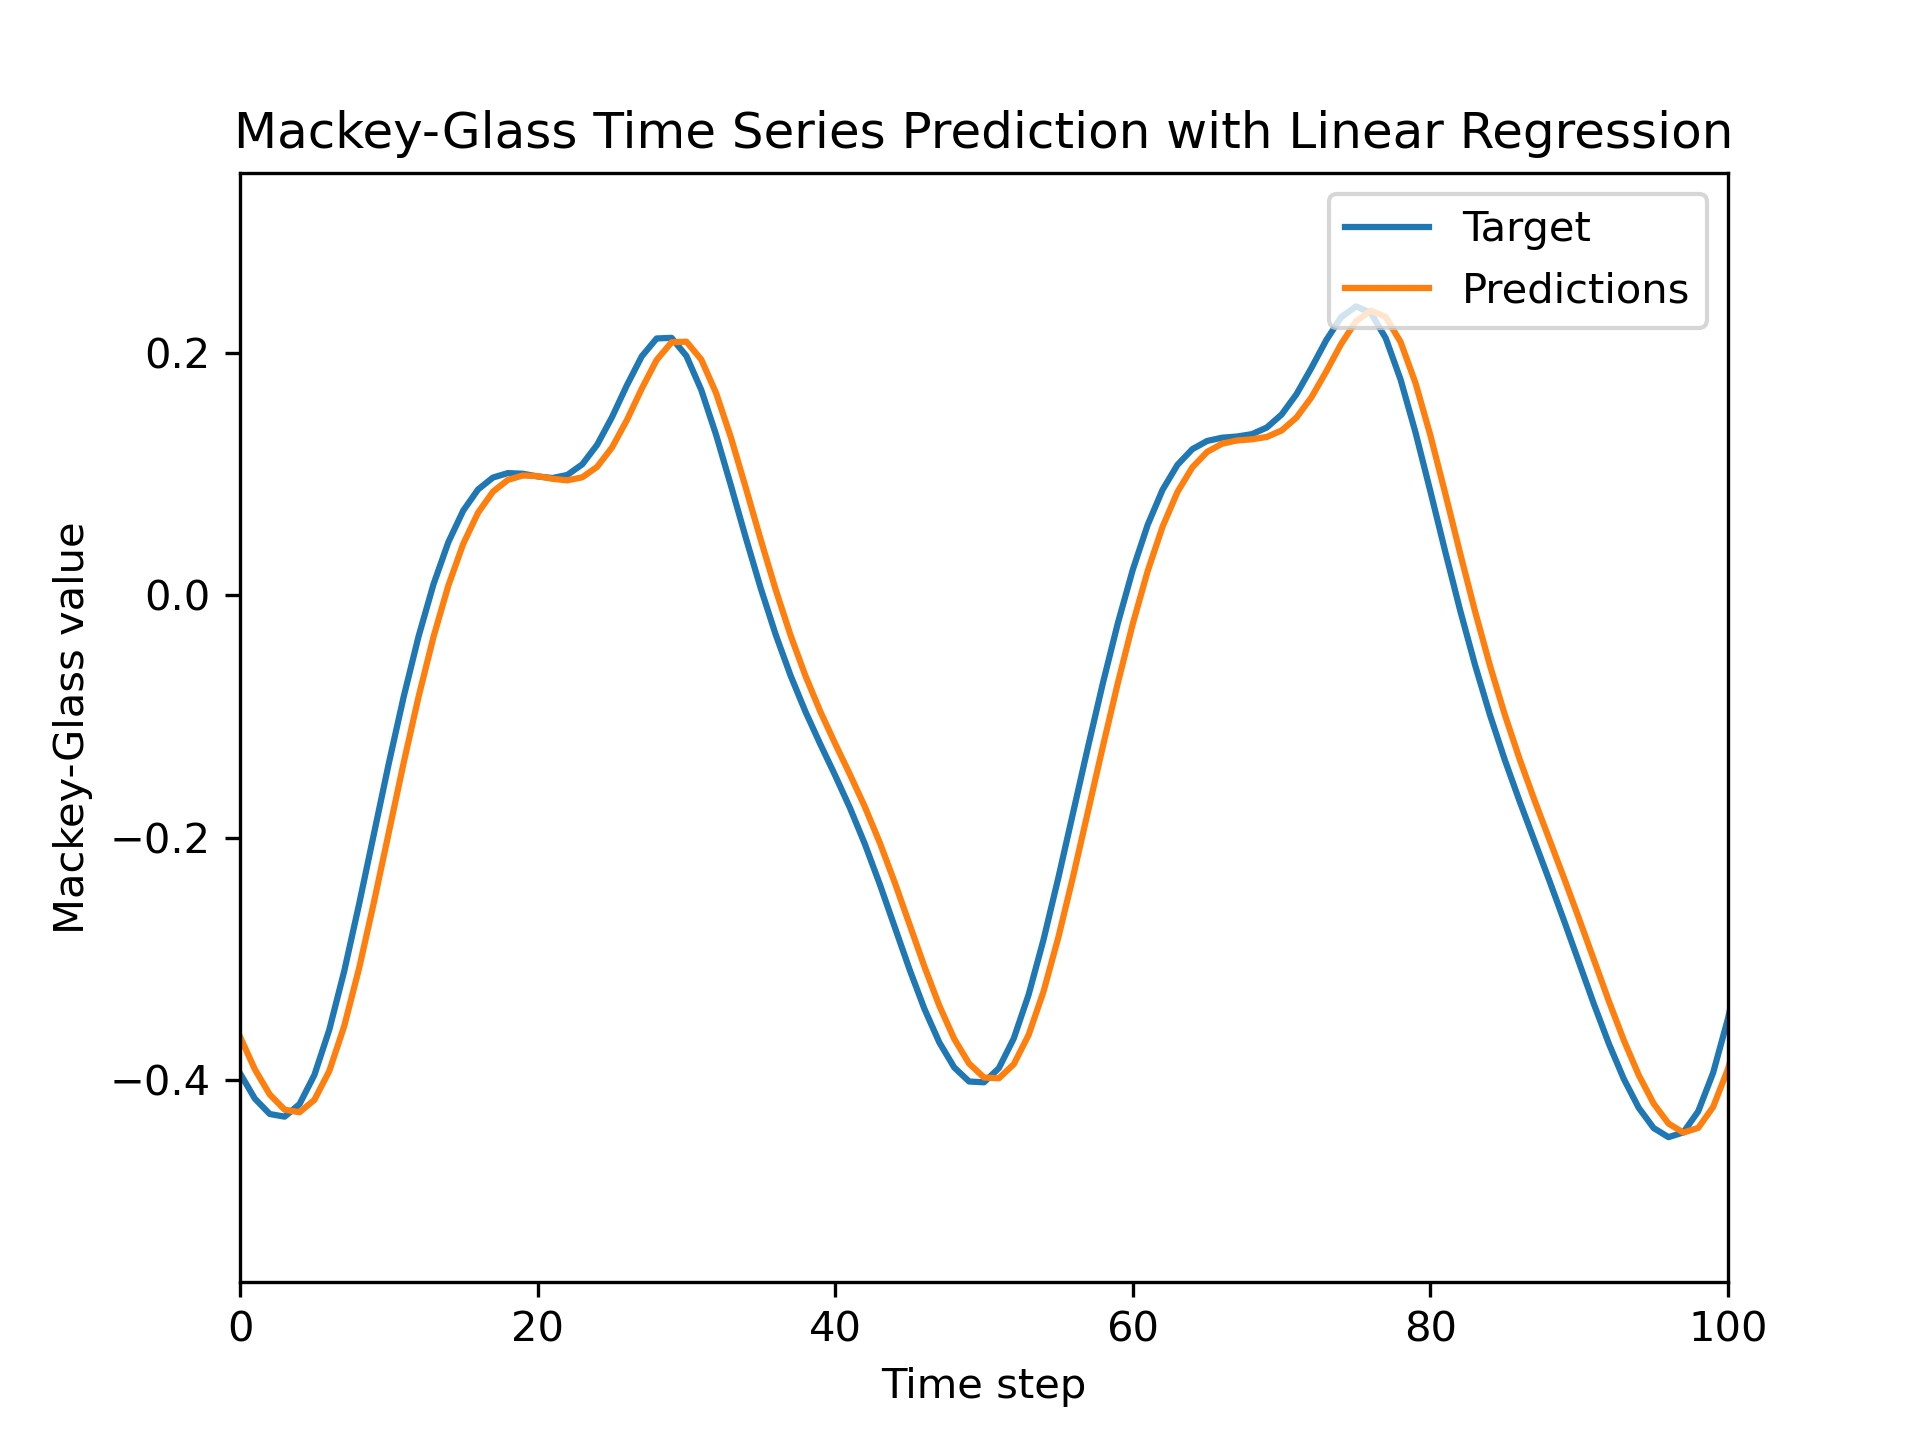 Mackey-Glass Time Series Prediction with Linear Regression
Target
Predictions
Mackey-Glass value
0.2
0.0
−0.2
−0.4
0 20 40 60 80 100
Time step